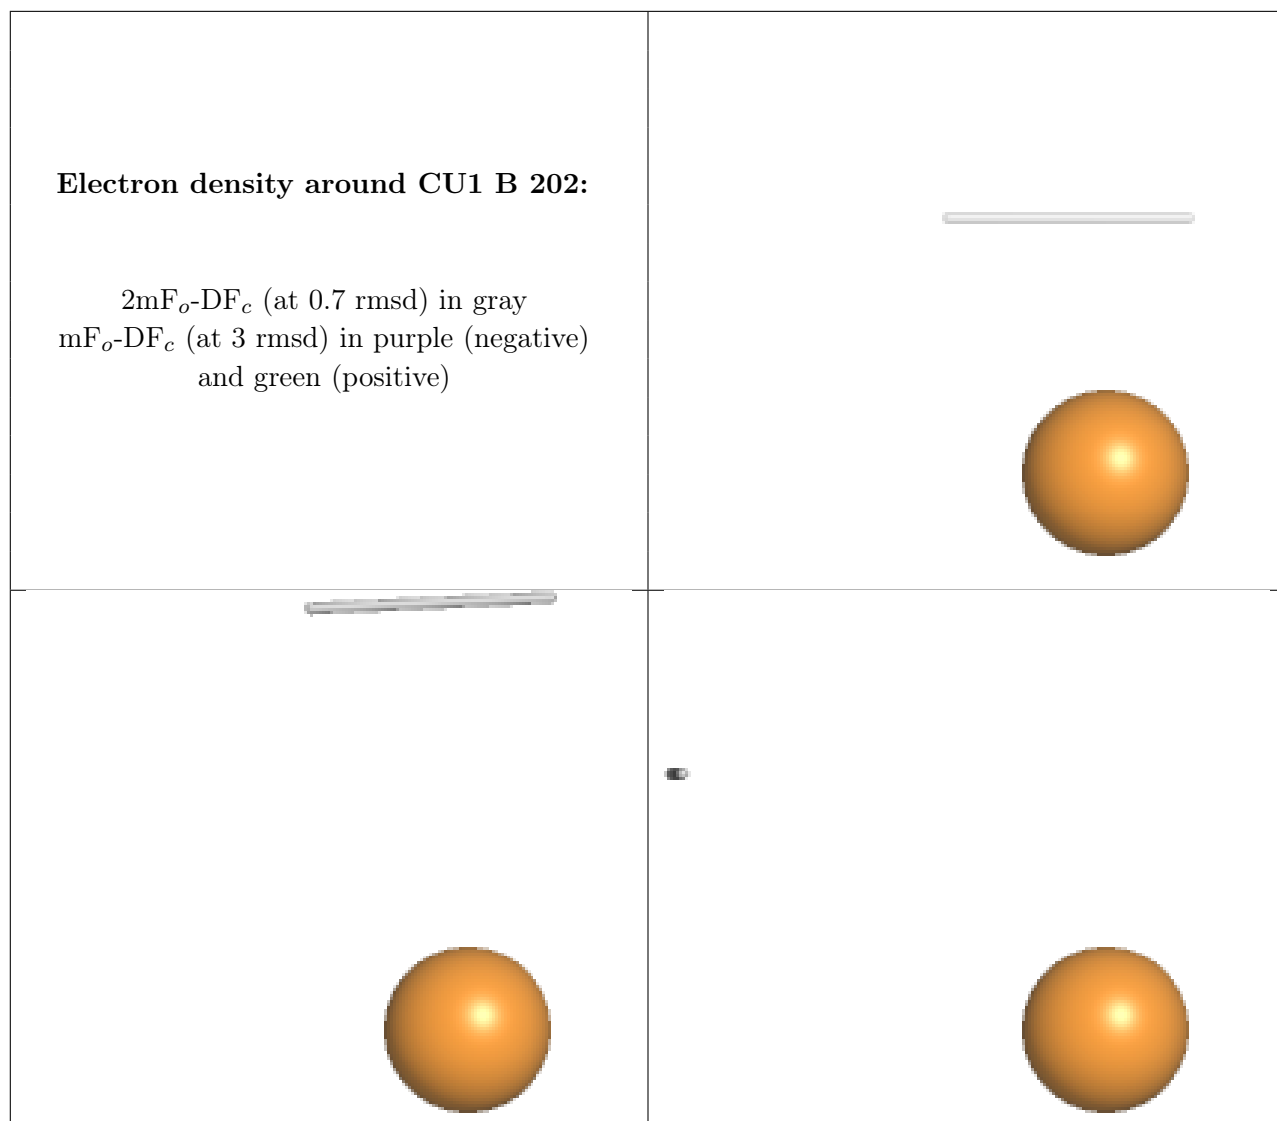 Electron density around CU1 B 202:
2mFo-DFc (at 0.7 rmsd) in gray
mFo-DFc (at 3 rmsd) in purple (negative)
and green (positive)